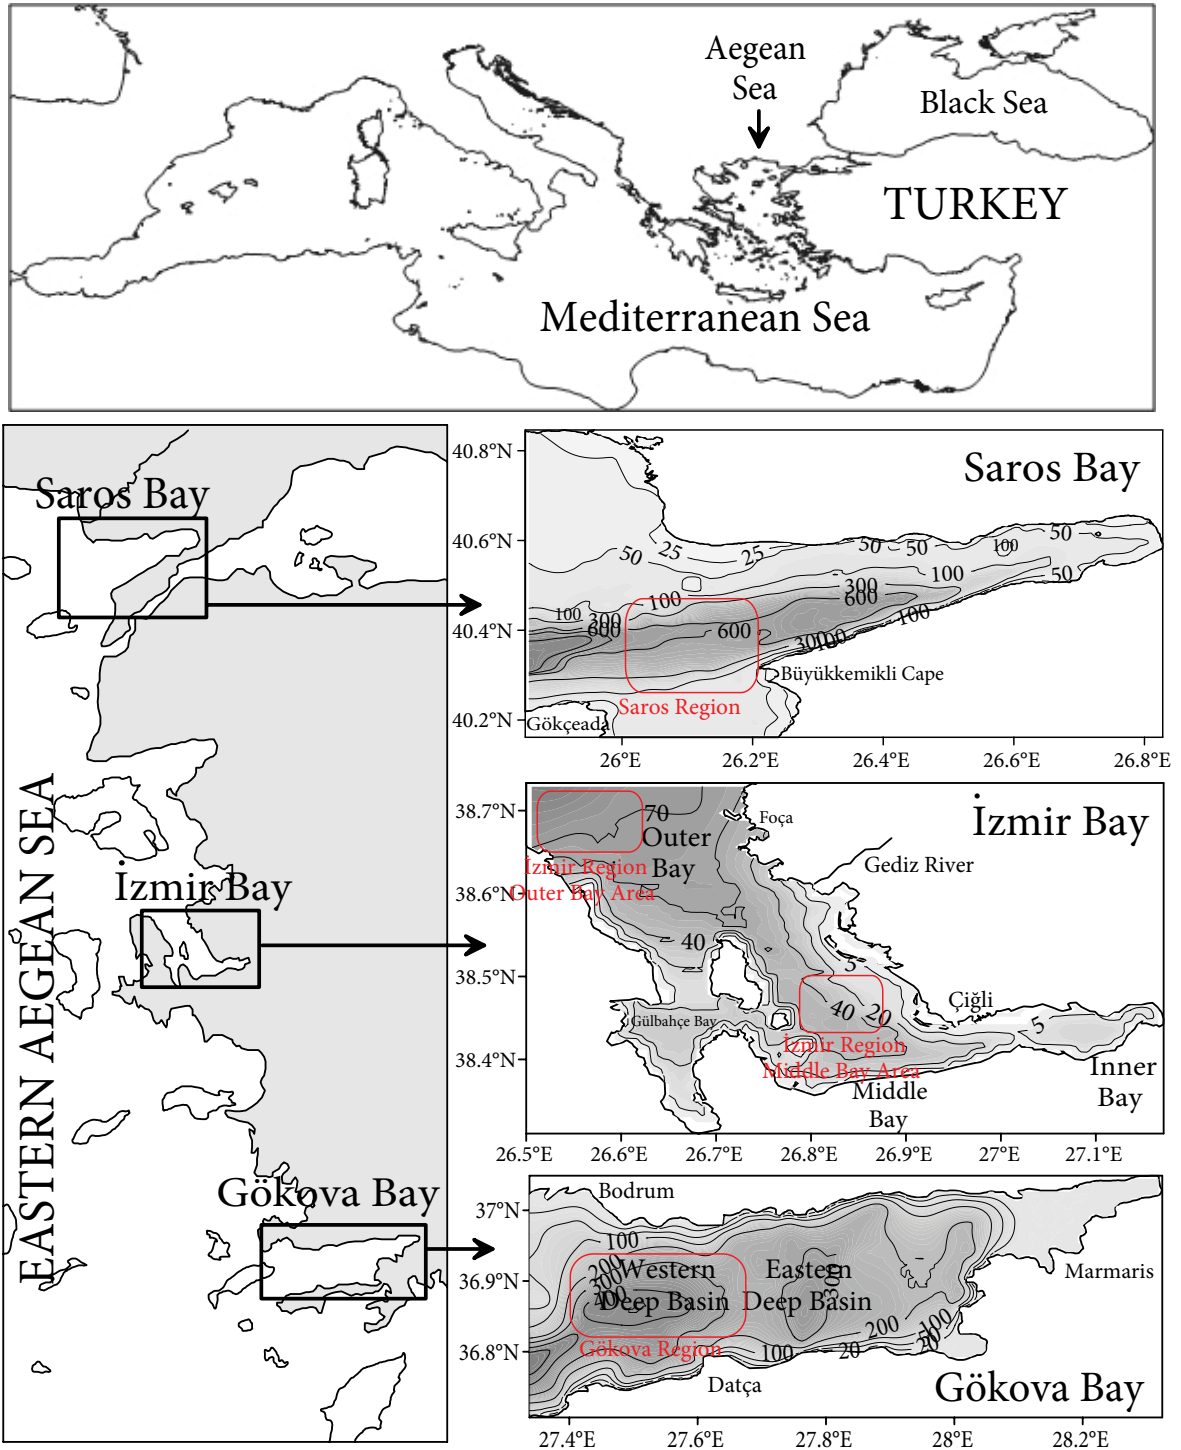 Aegean
Sea
Black Sea
TURKEY
Mediterranean Sea
EASTERN AEGEAN SEA
Saros Bay
İzmir Bay
Gökova Bay
Saros Bay
40.8°N
40.6°N
40.4°N
40.2°N
50
25
25
50
50
100
50
50
100
300
600
100
100
300
600
600
300
100
100
Büyükkemikli Cape
Saros Region
Gökçeada
26°E
26.2°E
26.4°E
26.6°E
26.8°E
İzmir Bay
38.7°N
38.6°N
38.5°N
38.4°N
70
Outer
Bay
Foça
Gediz River
İzmir Region
Outer Bay Area
40
5
40
20
Çiğli
5
Gülbahçe Bay
İzmir Region
Middle Bay Area
Middle
Bay
Inner
Bay
26.5°E
26.6°E
26.7°E
26.8°E
26.9°E
27°E
27.1°E
37°N
36.9°N
36.8°N
Bodrum
100
200
300
400
Western
Deep Basin
Eastern
Deep Basin
300
Marmaris
200
100
50
20
100
20
Gökova Region
Datça
Gökova Bay
27.4°E
27.6°E
27.8°E
28°E
28.2°E